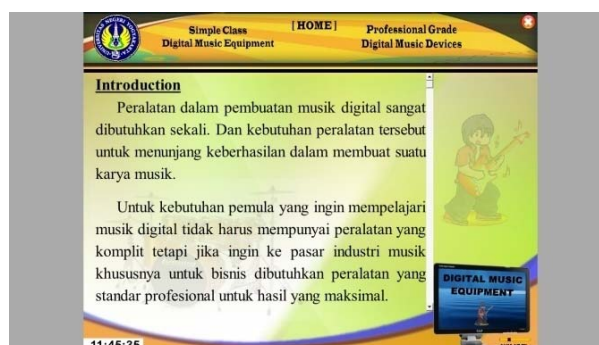 Simple Class
Digital Music Equipment
[HOME]
Professional Grade
Digital Music Devices
Introduction
Peralatan dalam pembuatan musik digital sangat
dibutuhkan sekali. Dan kebutuhan peralatan tersebut
untuk menunjang keberhasilan dalam membuat suatu
karya musik.
Untuk kebutuhan pemula yang ingin mempelajari
musik digital tidak harus mempunyai peralatan yang
komplit tetapi jika ingin ke pasar industri musik
khususnya untuk bisnis dibutuhkan peralatan yang
standar profesional untuk hasil yang maksimal.
DIGITAL MUSIC
EQUIPMENT
11:45:35